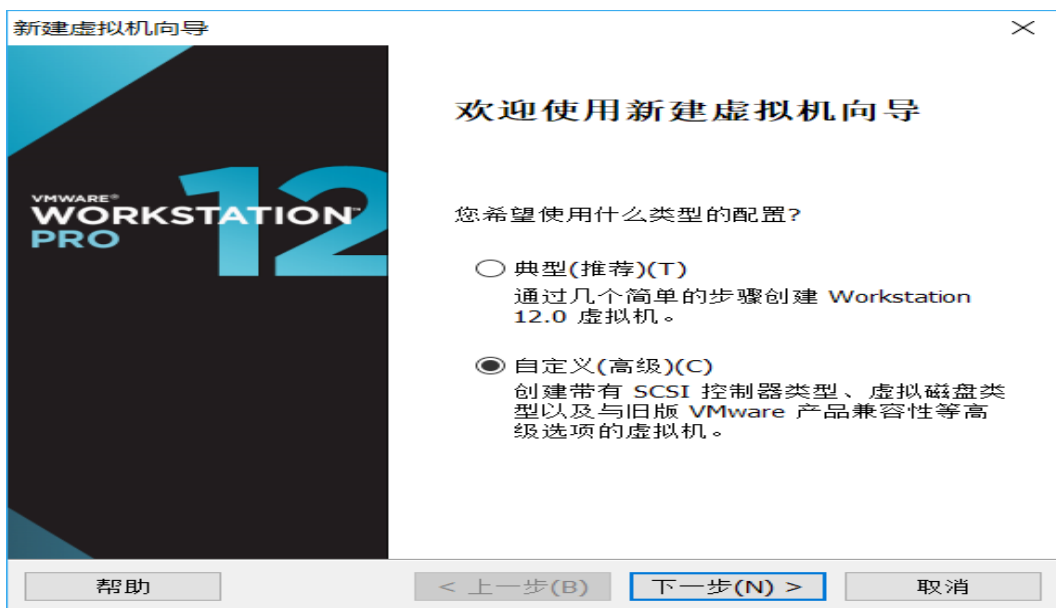 新建虚拟机向导
欢迎使用新建虚拟机向导
VMWARE®
WORKSTATION™
PRO
12
您希望使用什么类型的配置?
典型(推荐)(T)
通过几个简单的步骤创建 Workstation
12.0 虚拟机。
自定义(高级)(C)
创建带有 SCSI 控制器类型、虚拟磁盘类
型以及与旧版 VMware 产品兼容性等高
级选项的虚拟机。
帮助
< 上一步(B)
下一步(N) >
取消